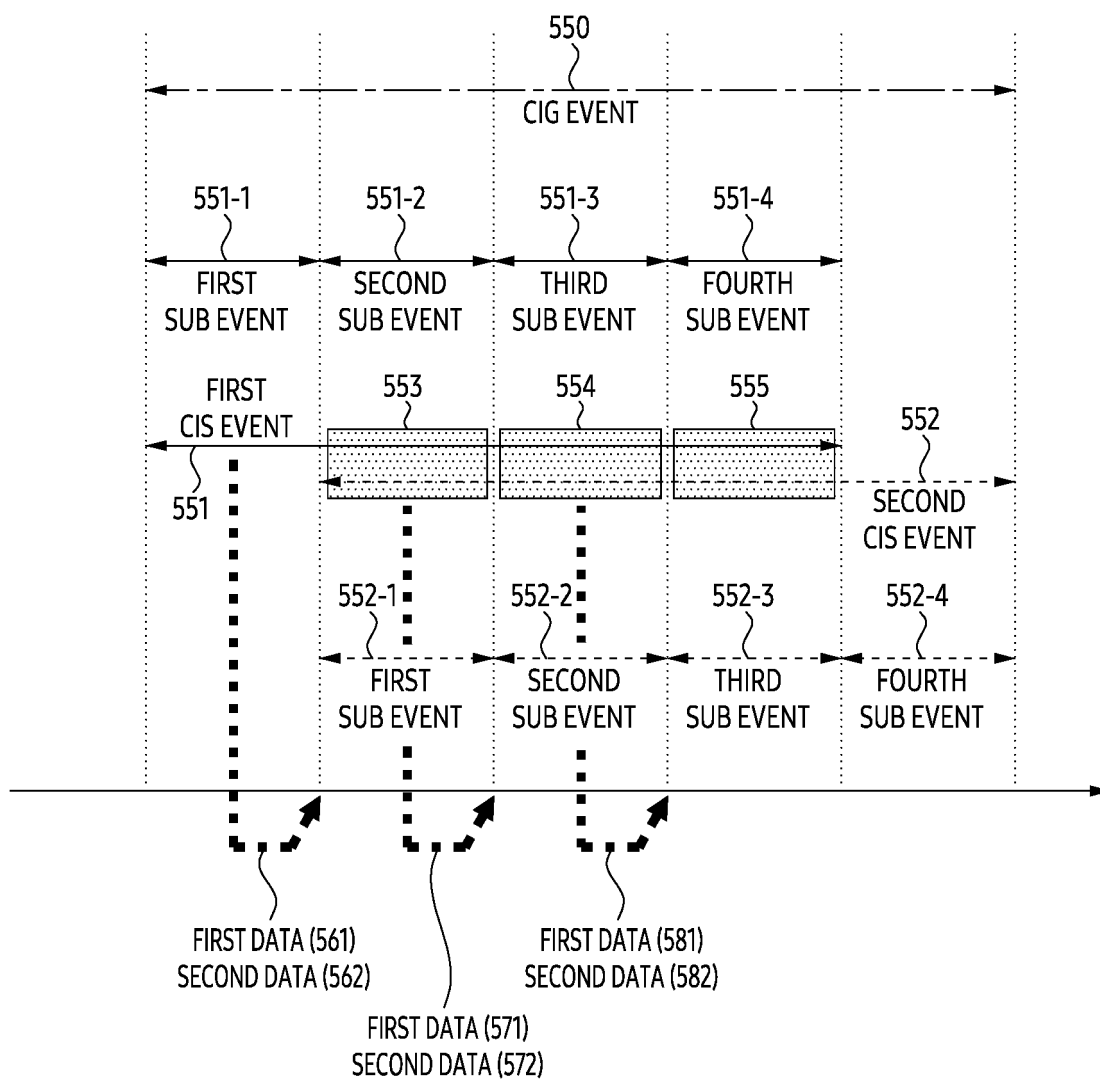 550
CIG EVENT
551-1
551-2
551-3
551-4
FIRST
SUB EVENT
SECOND
SUB EVENT
THIRD
SUB EVENT
FOURTH
SUB EVENT
FIRST
CIS EVENT
553
554
555
552
551
SECOND
CIS EVENT
552-1
552-2
552-3
552-4
FIRST
SUB EVENT
SECOND
SUB EVENT
THIRD
SUB EVENT
FOURTH
SUB EVENT
FIRST DATA (561)
SECOND DATA (562)
FIRST DATA (581)
SECOND DATA (582)
FIRST DATA (571)
SECOND DATA (572)